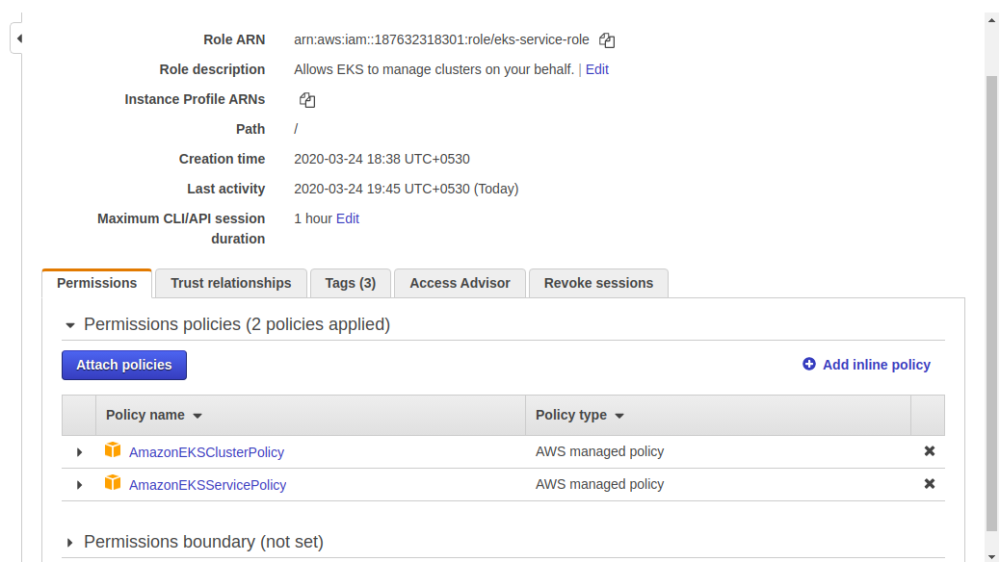 Role ARN arn:aws:iam::187632318301:role/eks-service-role
Role description Allows EKS to manage clusters on your behalf. | Edit
Instance Profile ARNs
Path /
Creation time 2020-03-24 18:38 UTC+0530
Last activity 2020-03-24 19:45 UTC+0530 (Today)
Maximum CLI/API session 1 hour Edit
duration
Permissions Trust relationships Tags (3) Access Advisor Revoke sessions
Permissions policies (2 policies applied)
Attach policies Add inline policy
Policy name Policy type
AmazonEKSClusterPolicy AWS managed policy
AmazonEKSServicePolicy AWS managed policy
Permissions boundary (not set)